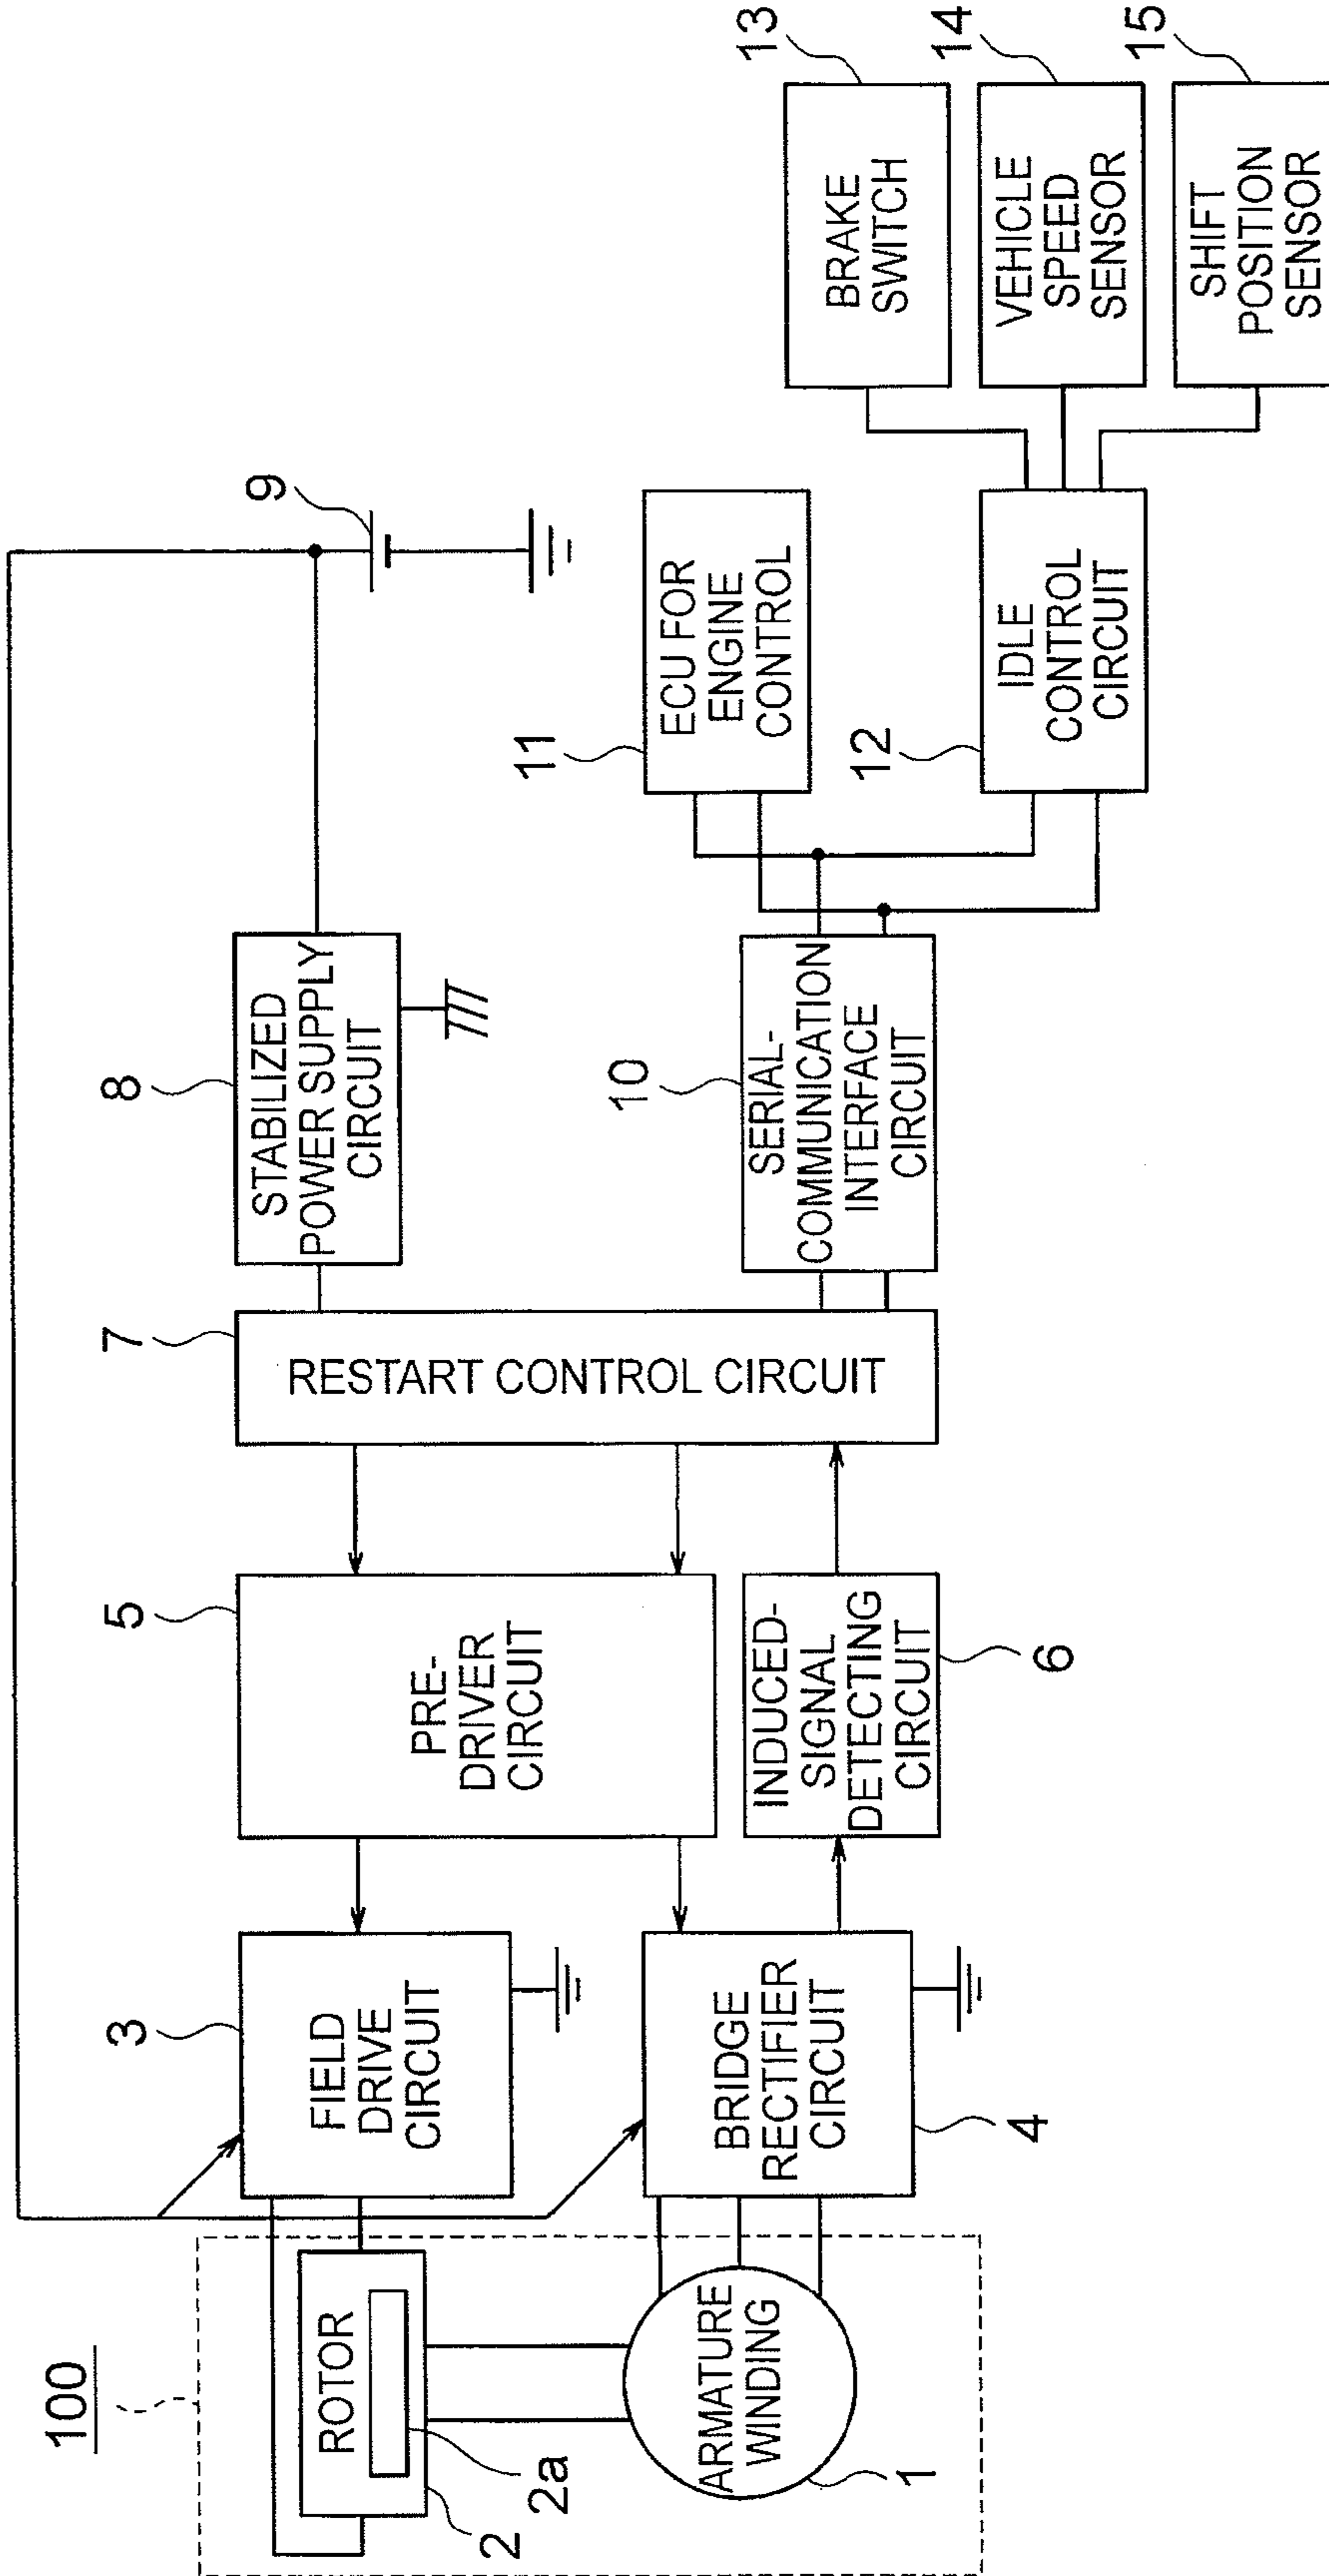 100
ROTOR
2a
2
ARMATURE
WINDING
1
3
FIELD
DRIVE
CIRCUIT
BRIDGE
RECTIFIER
CIRCUIT
4
5
PRE-
DRIVER
CIRCUIT
INDUCED-
SIGNAL
DETECTING
CIRCUIT
6
7
RESTART CONTROL CIRCUIT
8
STABILIZED
POWER SUPPLY
CIRCUIT
9
10
SERIAL-
COMMUNICATION
INTERFACE
CIRCUIT
11
ECU FOR
ENGINE
CONTROL
12
IDLE
CONTROL
CIRCUIT
13
BRAKE
SWITCH
14
VEHICLE
SPEED
SENSOR
15
SHIFT
POSITION
SENSOR